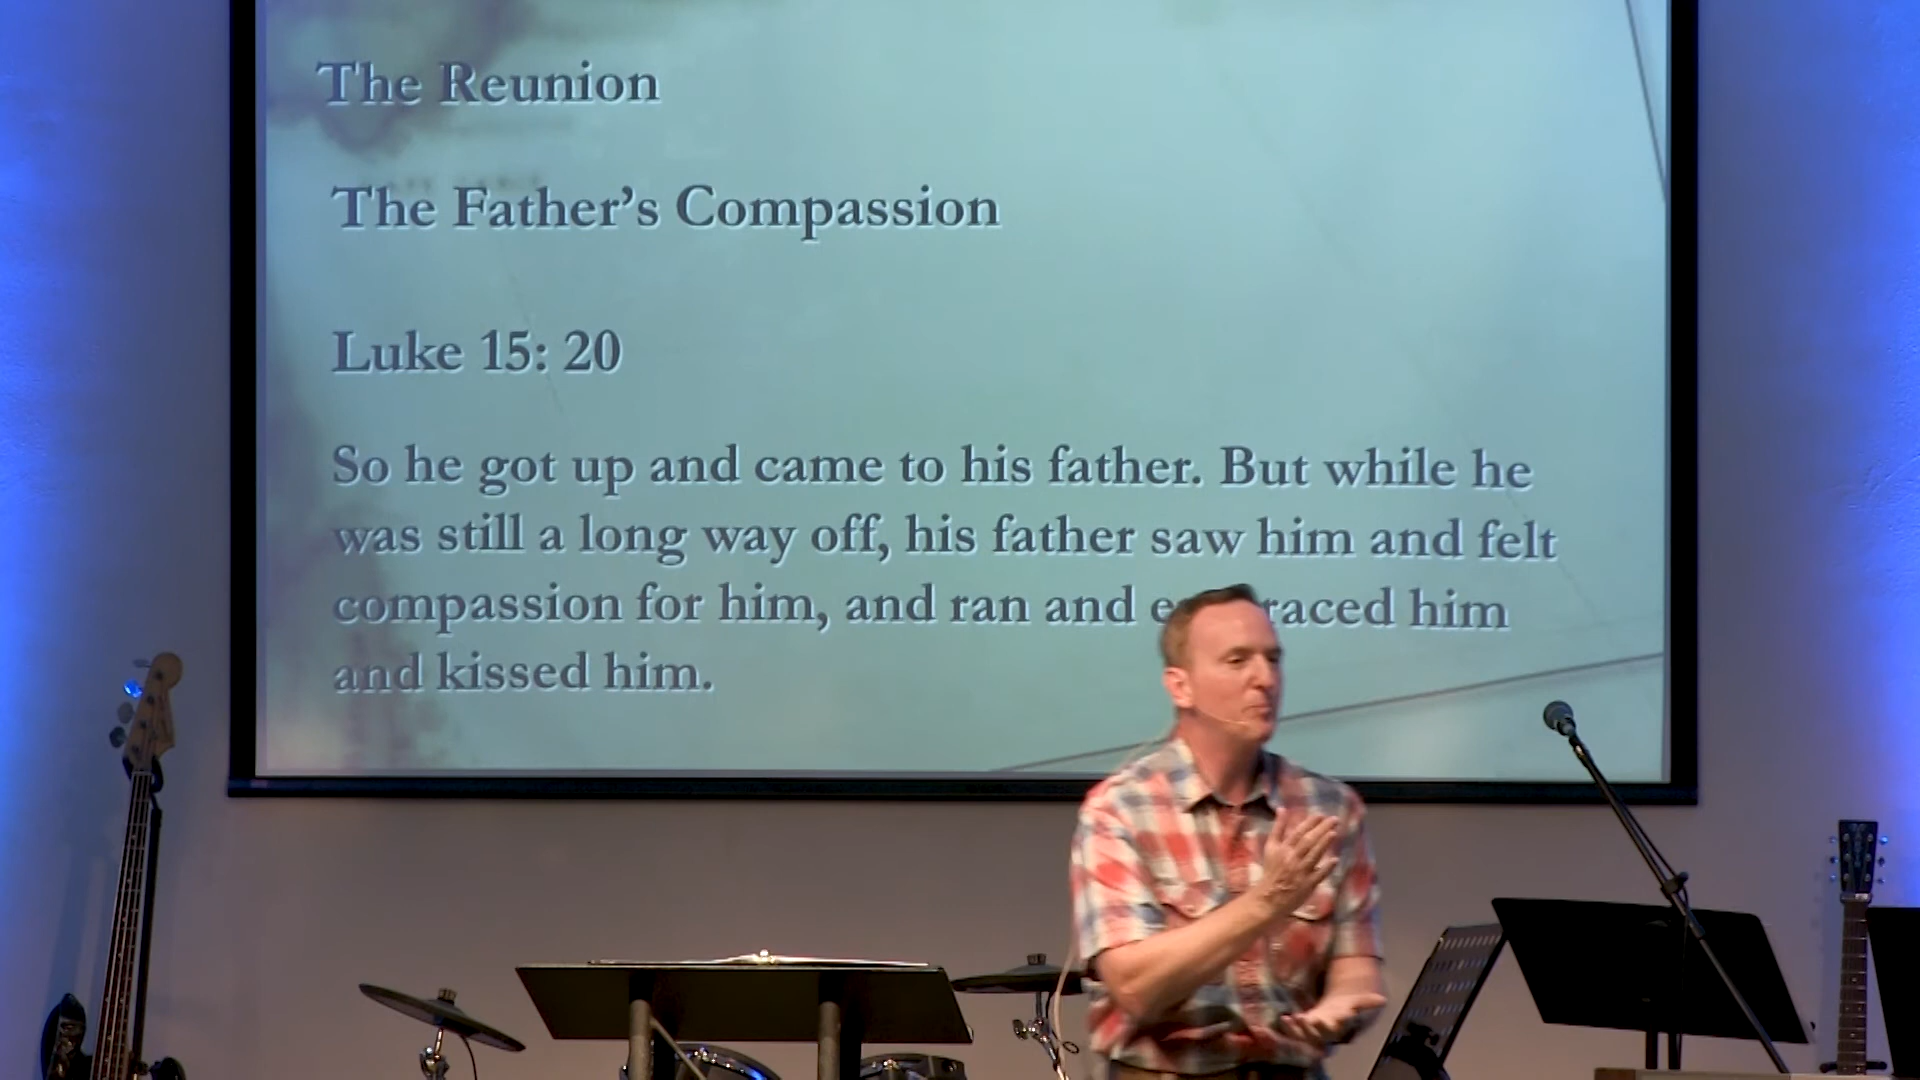 The Reunion
The Father's Compassion
Luke 15: 20
So he got up and came to his father. But while he
was still a long way off, his father saw him and felt
compassion for him, and ran and e raced him
and kissed him.